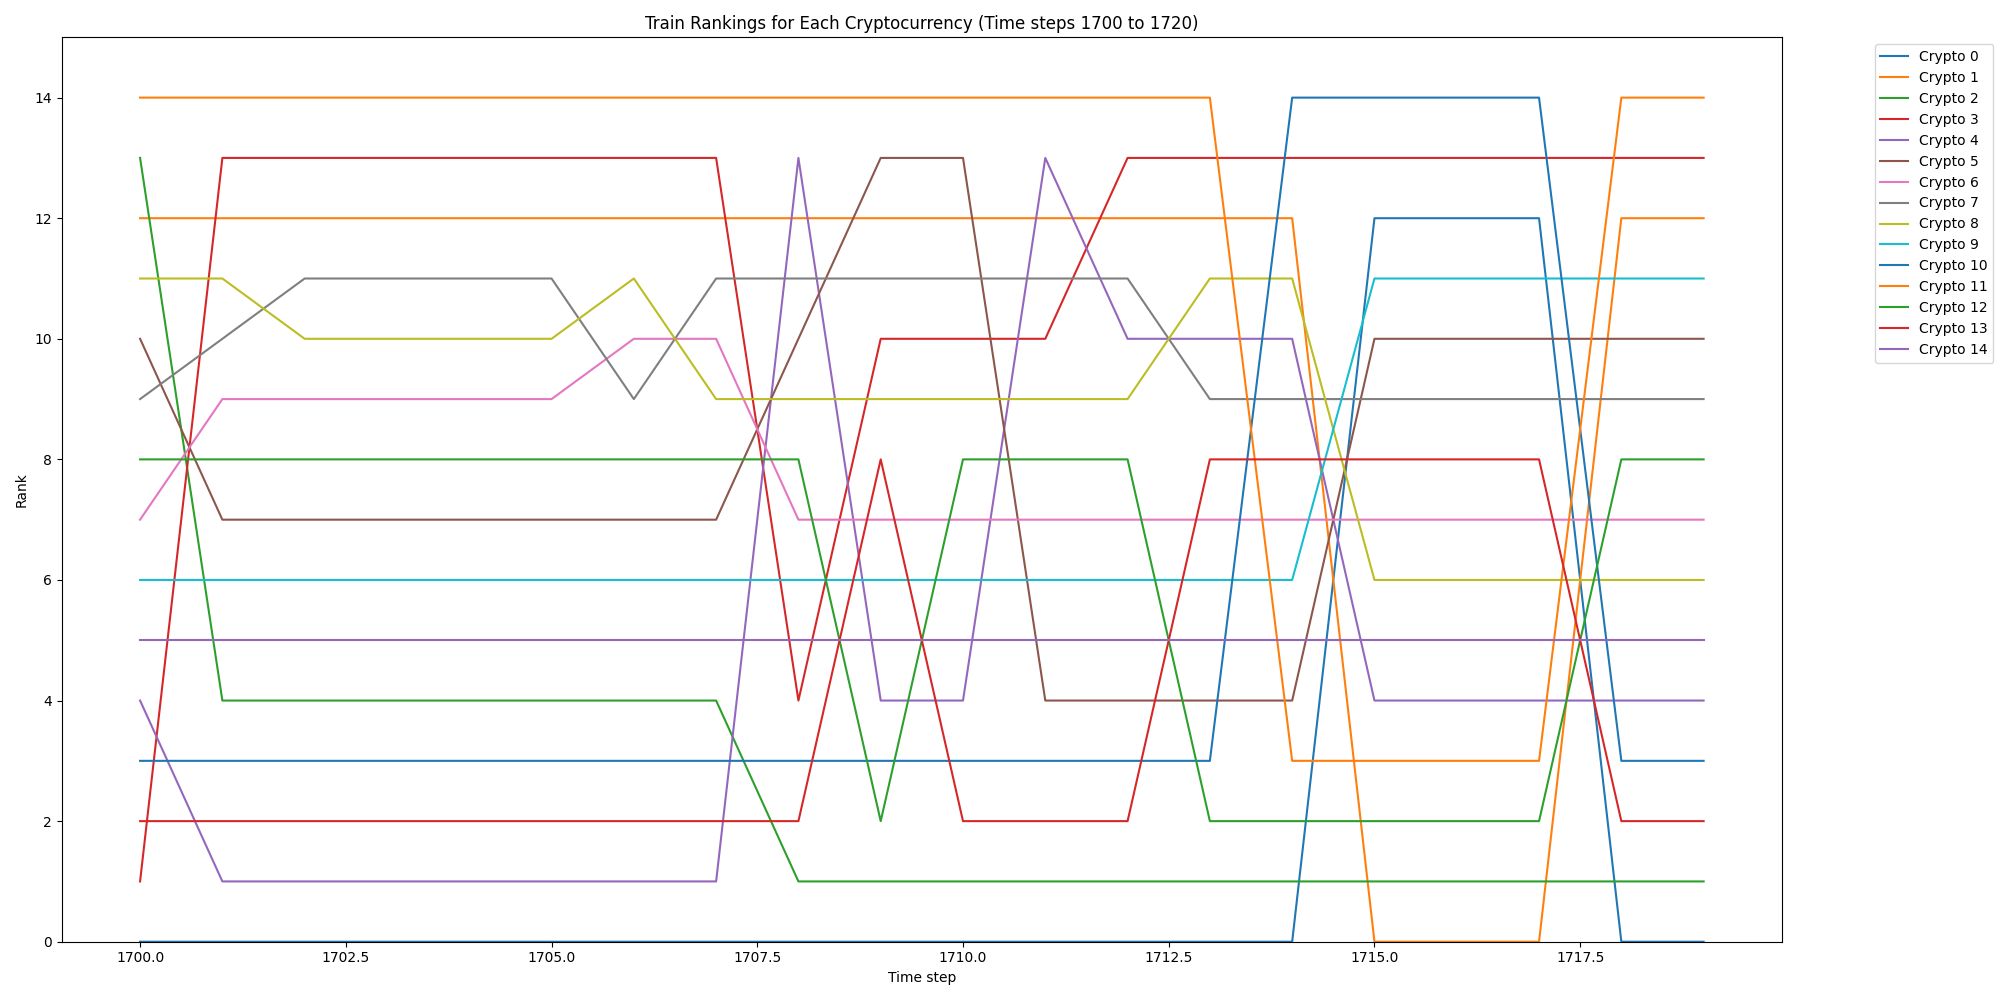 Train Rankings for Each Cryptocurrency (Time steps 1700 to 1720)
Crypto 0
Crypto 1
Crypto 2
Crypto 3
Crypto 4
Crypto 5
Crypto 6
Crypto 7
Crypto 8
Crypto 9
Crypto 10
Crypto 11
Crypto 12
Crypto 13
Crypto 14
Rank
14
12
10
8
6
4
2
0
1700.0 1702.5 1705.0 1707.5 1710.0 1712.5 1715.0 1717.5
Time step